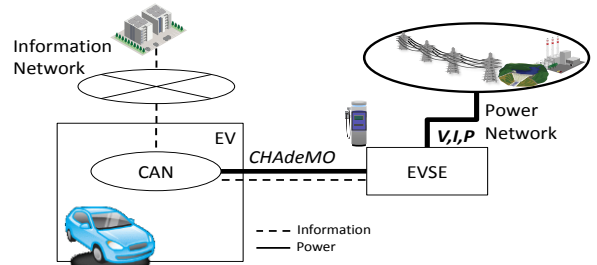 Information
Network
Power
Network
EV
V,I,P
CHAdeMO
CAN
EVSE
Information
Power